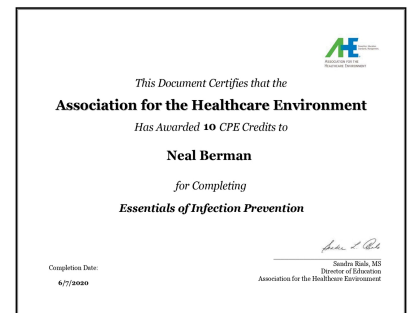 AHE
ASSOCIATION FOR THE
HEALTHCARE ENVIRONMENT
This Document Certifies that the
Association for the Healthcare Environment
Has Awarded 10 CPE Credits to
Neal Berman
for Completing
Essentials of Infection Prevention
Sandra Rials, MS
Completion Date:
Director of Education
Association for the Healthcare Environment
6/7/2020